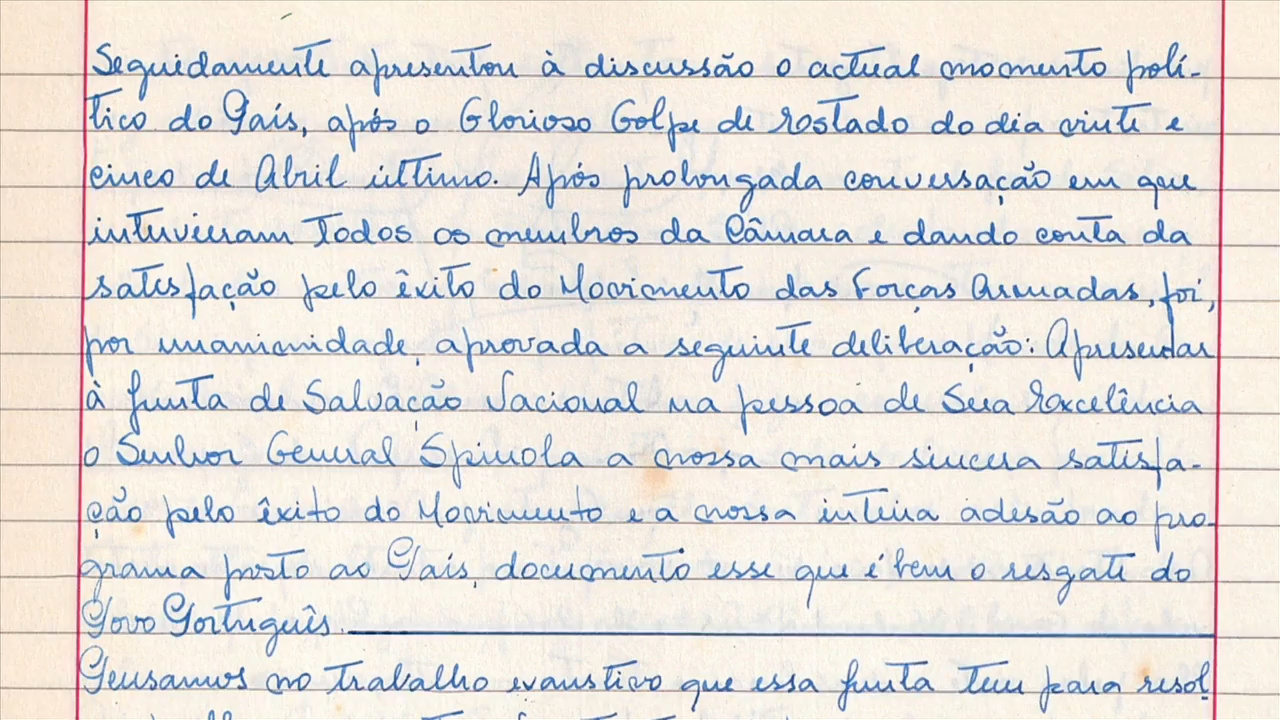 Seguidamente apresentou à discussão o actual momento polí-
tico do País, após o Glorioso Golpe de Estado do dia vinte e
cinco de Abril último. Após prolongada conversação em que
intervieram todos os membros da Câmara e dando conta da
satisfação pelo êxito do Movimento das Forças Armadas, foi,
por unanimidade, aprovada a seguinte deliberação: Apresentar
à Junta de Salvação Nacional na pessoa de Sua Excelência
o Senhor General Spinola a nossa mais sincera satisfa-
ção pelo êxito do Movimento e a nossa inteira adesão ao pro-
grama posto ao País, documento esse que é bem o resgate do
Povo Português.
Pensamos no trabalho exaustivo que essa Junta tem para resol